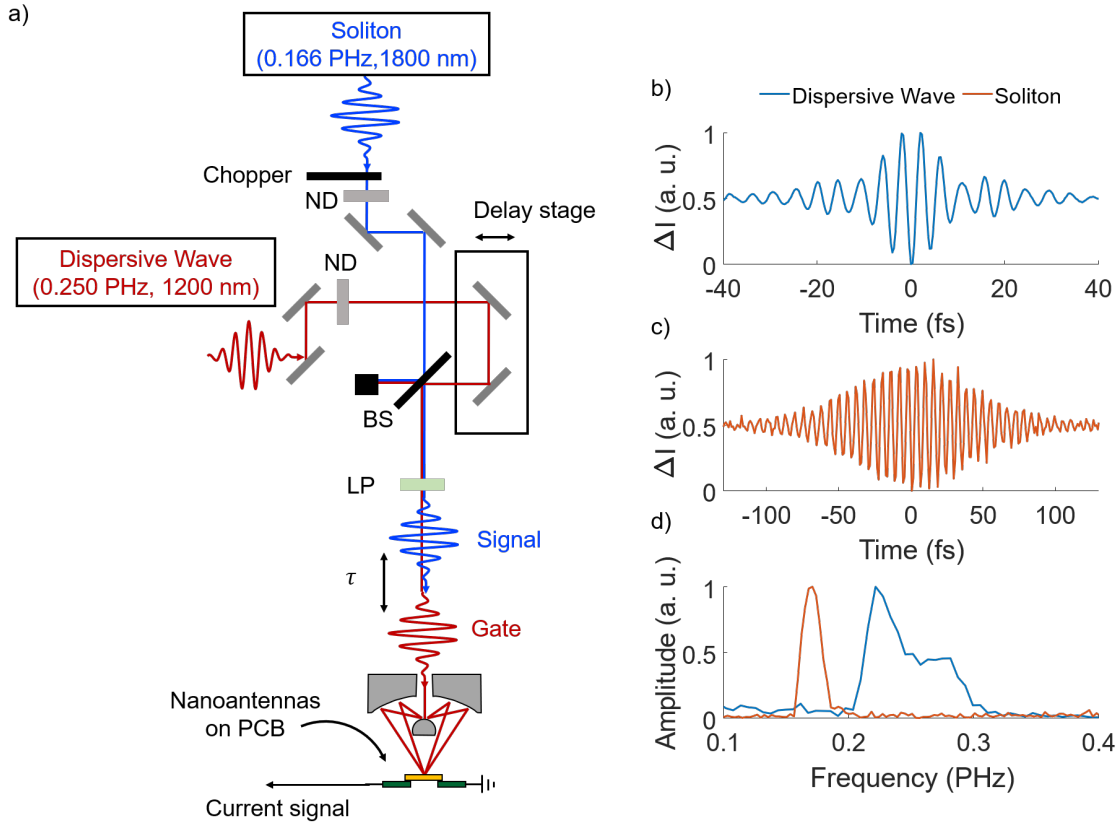 a)
Soliton
(0.166 PHz,1800 nm)
Chopper
ND
Delay stage
Dispersive Wave
(0.250 PHz, 1200 nm)
ND
BS
LP
Signal
τ
Gate
Nanoantennas
on PCB
Current signal
b)
Dispersive Wave
Soliton
ΔI (a. u.)
1
0.5
0
-40
-20
0
20
40
Time (fs)
c)
ΔI (a. u.)
1
0.5
0
-100
-50
0
50
100
Time (fs)
d)
Amplitude (a. u.)
1
0.5
0
0.1
0.2
0.3
0.4
Frequency (PHz)